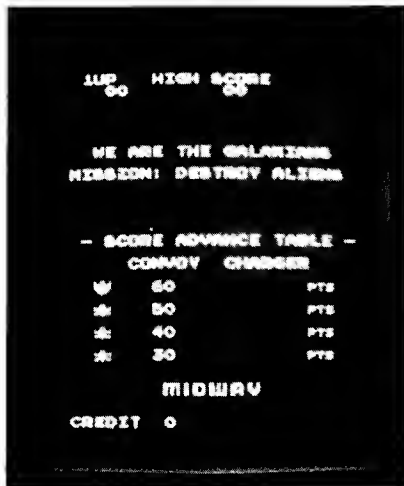 1UP HIGH SCORE
00 00
WE ARE THE GALAXIANS
MISSION: DESTROY ALIENS
– SCORE ADVANCE TABLE –
CONVOY CHARGER
60 PTS
50 PTS
40 PTS
30 PTS
MIDWAY
CREDIT 0